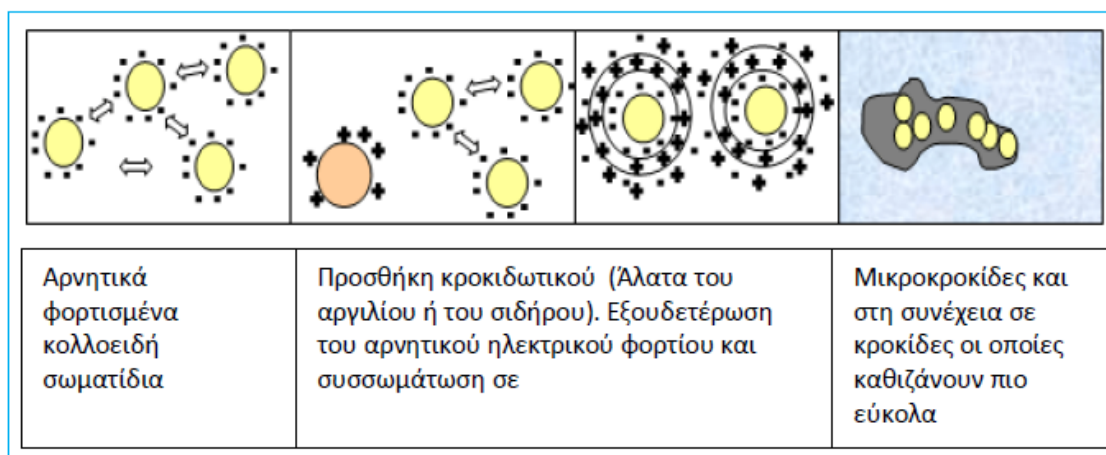 Αρνητικά
φορτισμένα
κολλοειδή
σωματίδια
Προσθήκη κροκιδωτικού (Άλατα του
αργιλίου ή του σιδήρου). Εξουδετέρωση
του αρνητικού ηλεκτρικού φορτίου και
συσσωμάτωση σε
Μικροκροκίδες και
στη συνέχεια σε
κροκίδες οι οποίες
καθιζάνουν πιο
εύκολα